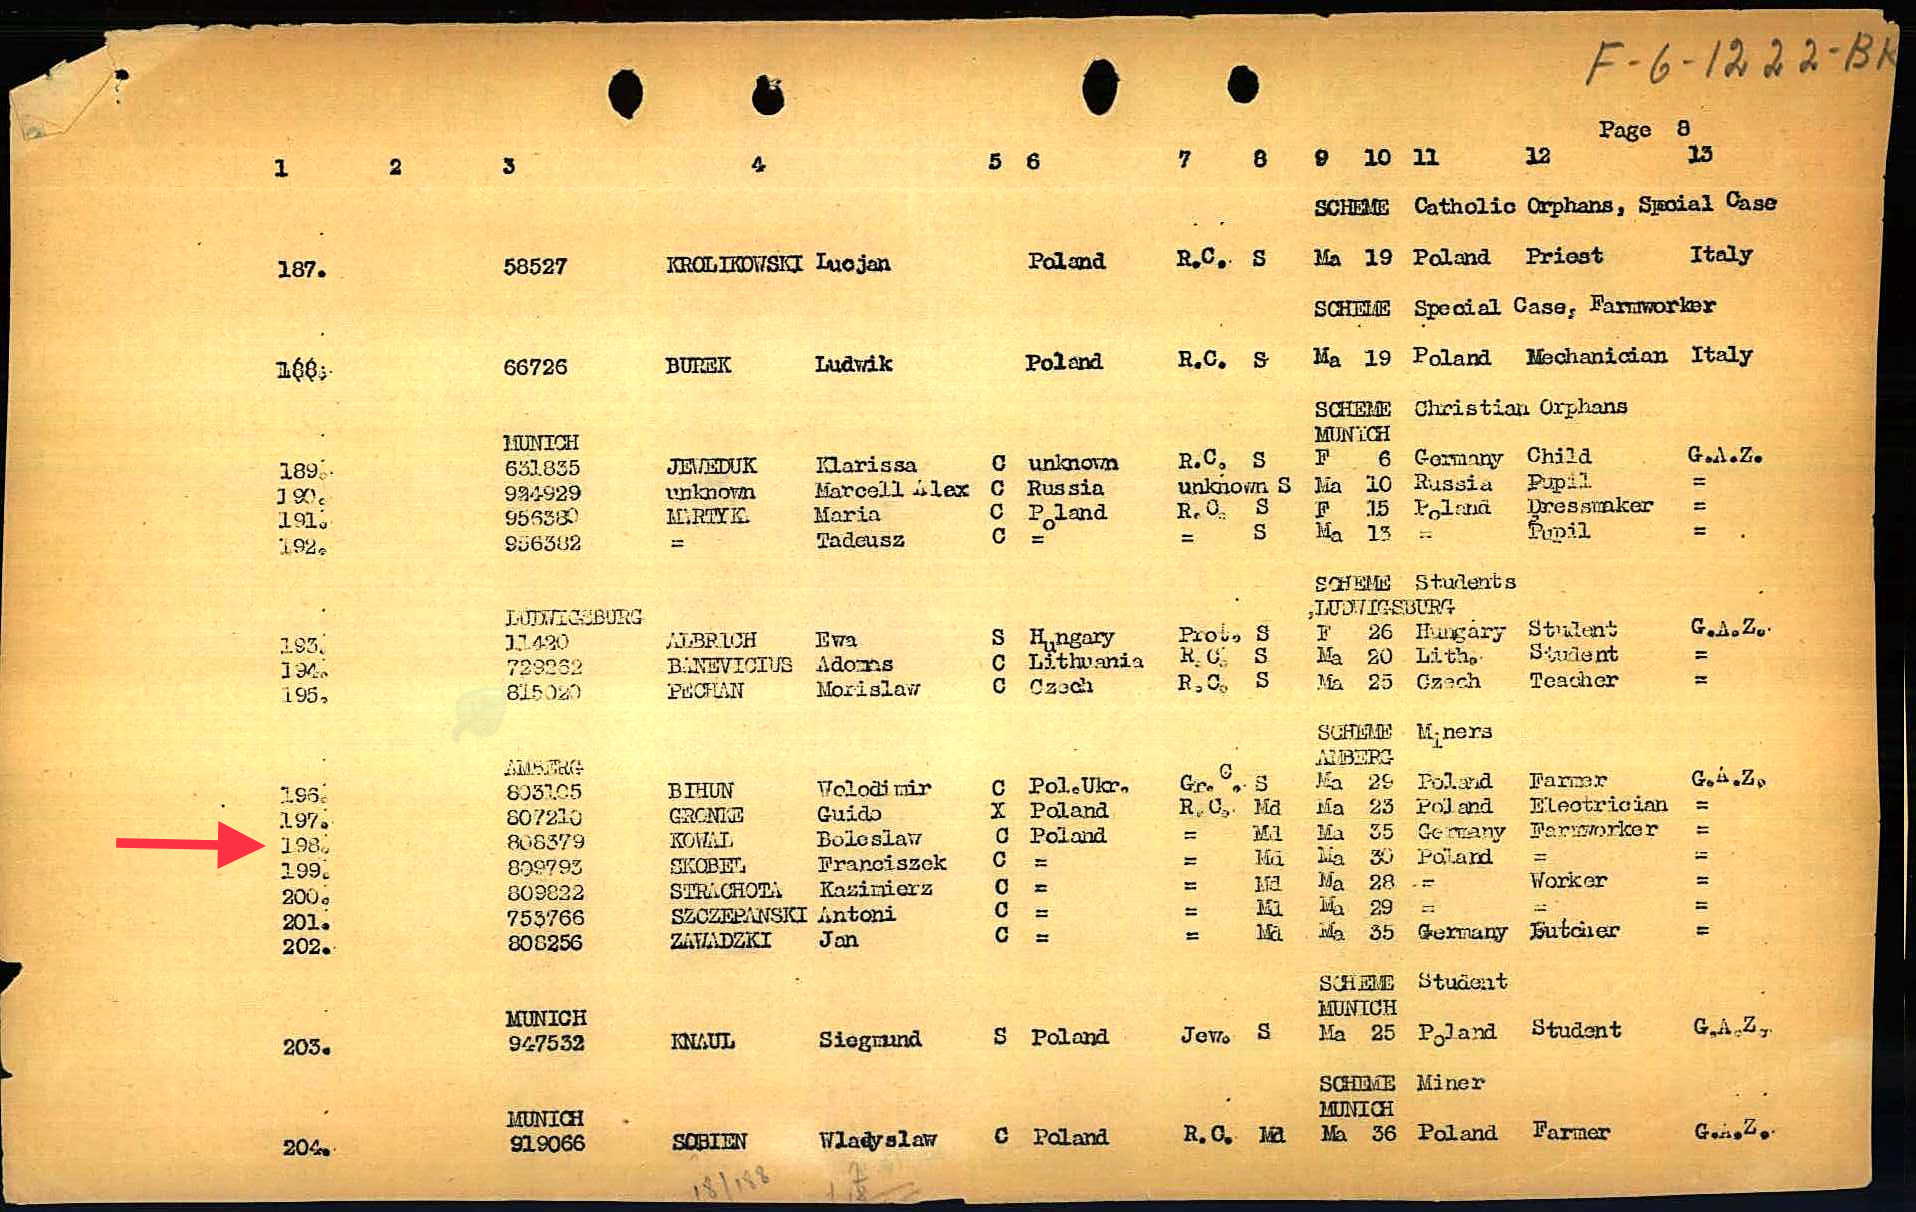 F-6-1222-BK
Page 8
1 2 3 4 5 6 7 8 9 10 11 12 13
SCHEME Catholic Orphans, Special Case
187. 58527 KROLIKOWSKI Lucjan Poland R.C. S Ma 19 Poland Priest Italy
SCHEME Special Case, Farmworker
188. 66726 BUREK Ludwik Poland R.C. S Ma 19 Poland Mechanician Italy
SCHEME Christian Orphans
MUNICH MUNICH
189. 631835 JEWEDUK Klarissa C unknown R.C. S F 6 Germany Child G.A.Z.
190. 924929 unknown Marcell Alex C Russia unknown S Ma 10 Russia Pupil =
191. 956380 MARTYK Maria C Poland R.C. S F 15 Poland Dressmaker =
192. 956382 = Tadeusz C = = S Ma 13 = Pupil =
SCHEME Students
LUDWIGSBURG LUDWIGSBURG
193. 11420 ALBRICH Ewa S Hungary Prot. S F 26 Hungary Student G.A.Z.
194. 729262 BANEVICIUS Adoms C Lithuania R.C. S Ma 20 Lith. Student =
195. 815020 PECHAN Morislaw C Czech R.C. S Ma 25 Czech Teacher =
SCHEME Miners
AMBERG AMBERG
196. 803105 BIHUN Wolodimir C Pol.Ukr. Gr.C. S Ma 29 Poland Farmer G.A.Z.
197. 807210 GRONKE Guido X Poland R.C. Md Ma 23 Poland Electrician =
198. 808379 KOWAL Boleslaw C Poland = Md Ma 35 Germany Farmworker =
199. 809793 SKOBEL Franciszek C = = Md Ma 30 Poland = =
200. 809822 STRACHOTA Kazimierz C = = Md Ma 28 = Worker =
201. 753766 SZCZEPANSKI Antoni C = = Md Ma 29 = = =
202. 808256 ZAWADZKI Jan C = = Md Ma 35 Germany Butcher =
SCHEME Student
MUNICH MUNICH
203. 947532 KNAUL Siegmund S Poland Jew. S Ma 25 Poland Student G.A.Z.
SCHEME Miner
MUNICH MUNICH
204. 919066 SOBIEN Wladyslaw C Poland R.C. Md Ma 36 Poland Farmer G.A.Z.
18/188